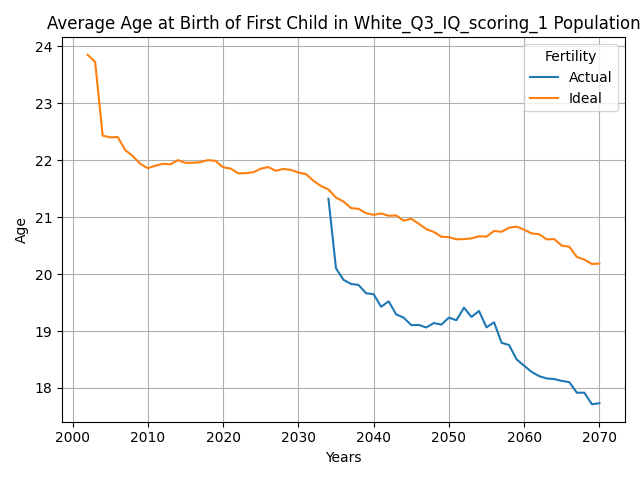 Average Age at Birth of First Child in White_Q3_IQ_scoring_1 Population
Fertility
Actual
Ideal
24
23
22
21
20
19
18
Age
2000 2010 2020 2030 2040 2050 2060 2070
Years